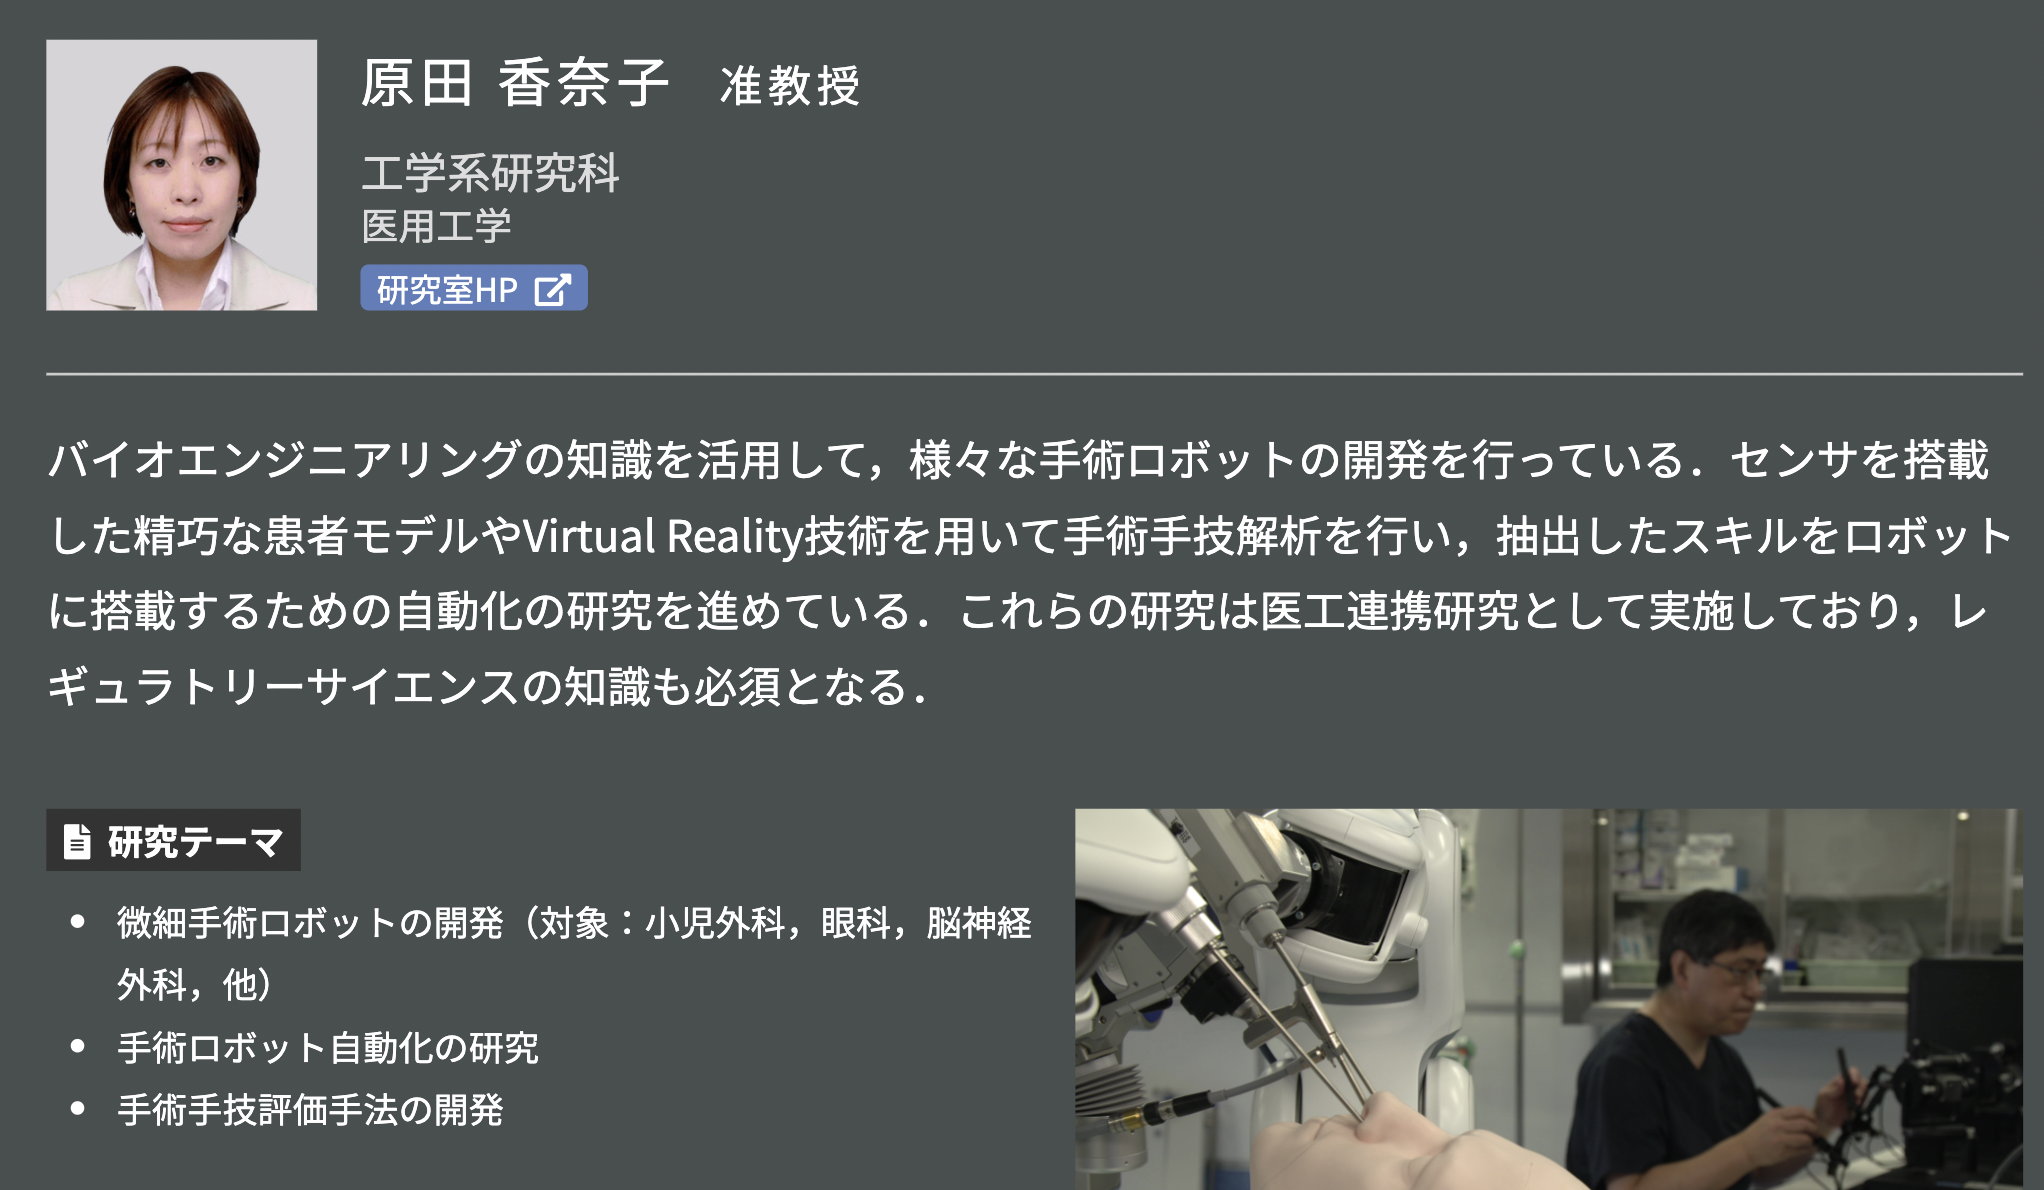 原田 香奈子 准教授
工学系研究科
医用工学
研究室HP
バイオエンジニアリングの知識を活用して，様々な手術ロボットの開発を行っている．センサを搭載
した精巧な患者モデルやVirtual Reality技術を用いて手術手技解析を行い，抽出したスキルをロボット
に搭載するための自動化の研究を進めている．これらの研究は医工連携研究として実施しており，レ
ギュラトリーサイエンスの知識も必須となる．
研究テーマ
• 微細手術ロボットの開発（対象：小児外科，眼科，脳神経
外科，他）
• 手術ロボット自動化の研究
• 手術手技評価手法の開発